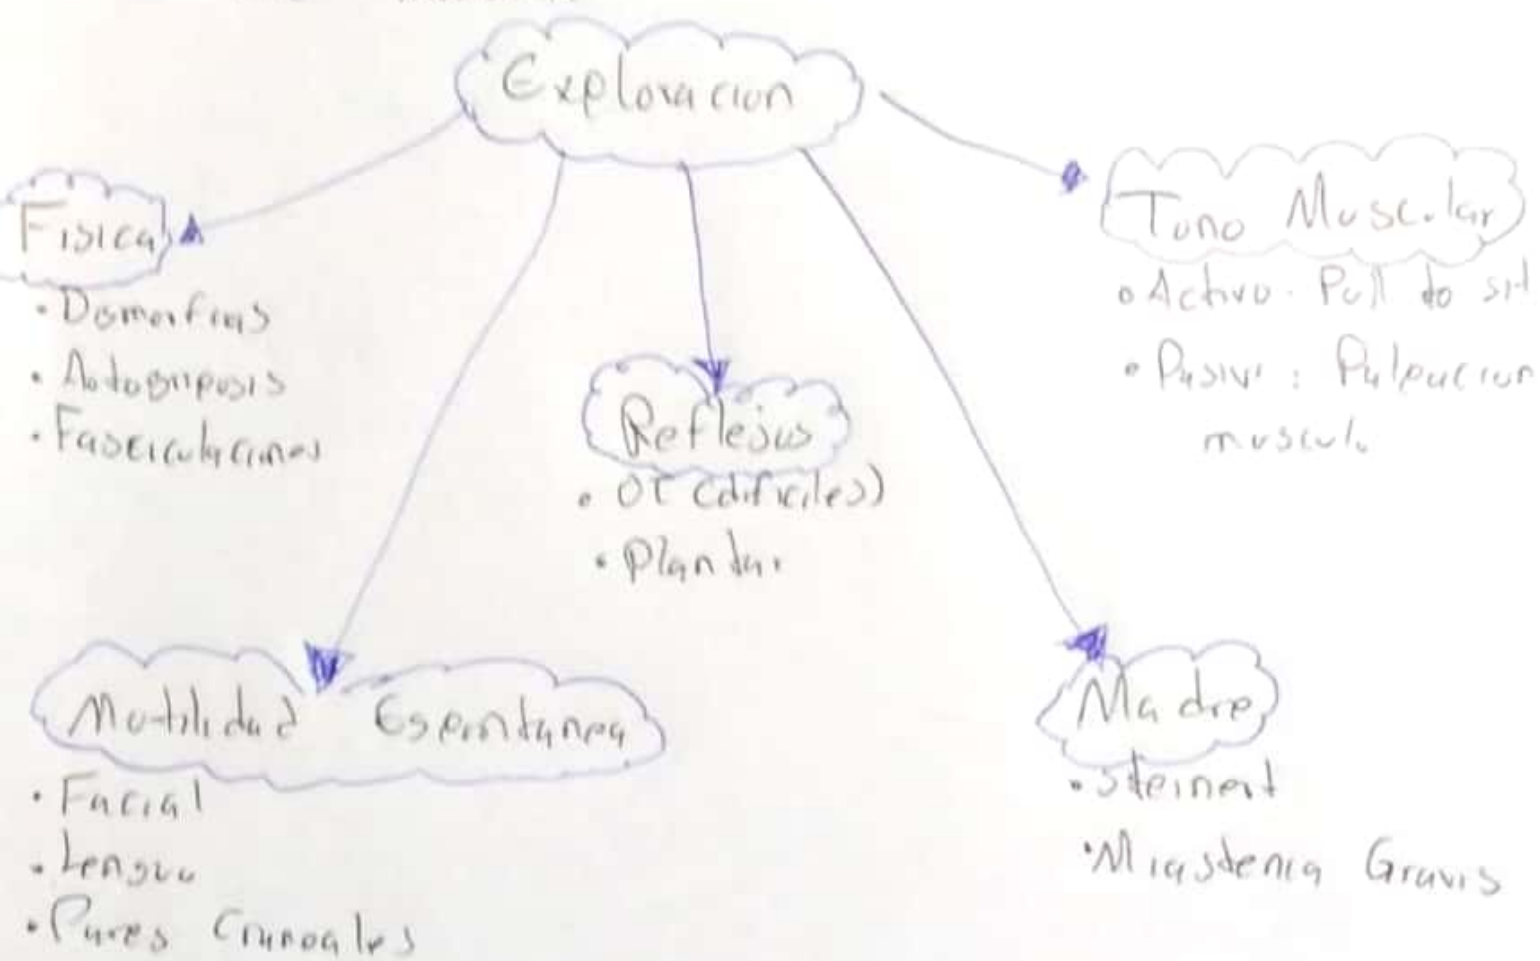 Exploracion
Fisica
• Dismorfias
• Artogriposis
• Fasciculaciones
Tono Muscular
• Activo. Pull to sit
• Pasivo: Palpacion
musculo
Reflejos
• OT (dificiles)
• Plantar
Motilidad Espontanea
• Facial
• Lengua
• Pares Craneales
Madre
• Steinert
• Miastenia Gravis